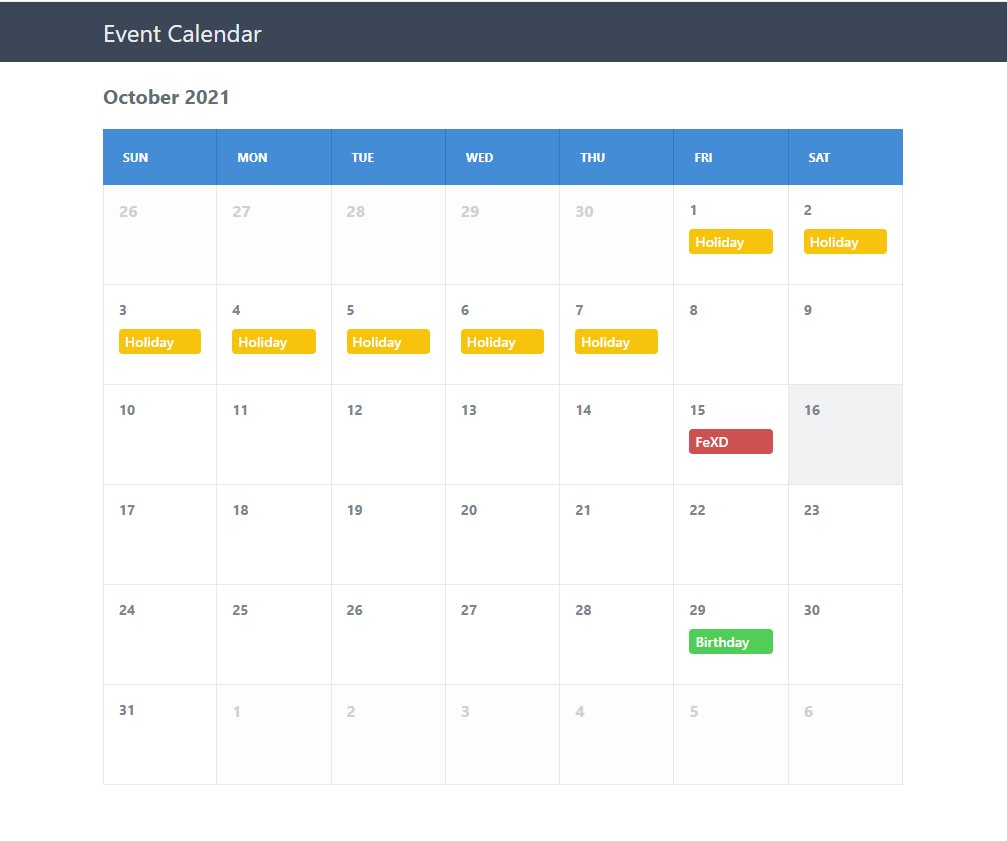 Event Calendar
October 2021
SUN MON TUE WED THU FRI SAT
26 27 28 29 30 1 2
Holiday Holiday
3 4 5 6 7 8 9
Holiday Holiday Holiday Holiday Holiday
10 11 12 13 14 15 16
FeXD
17 18 19 20 21 22 23
24 25 26 27 28 29 30
Birthday
31 1 2 3 4 5 6